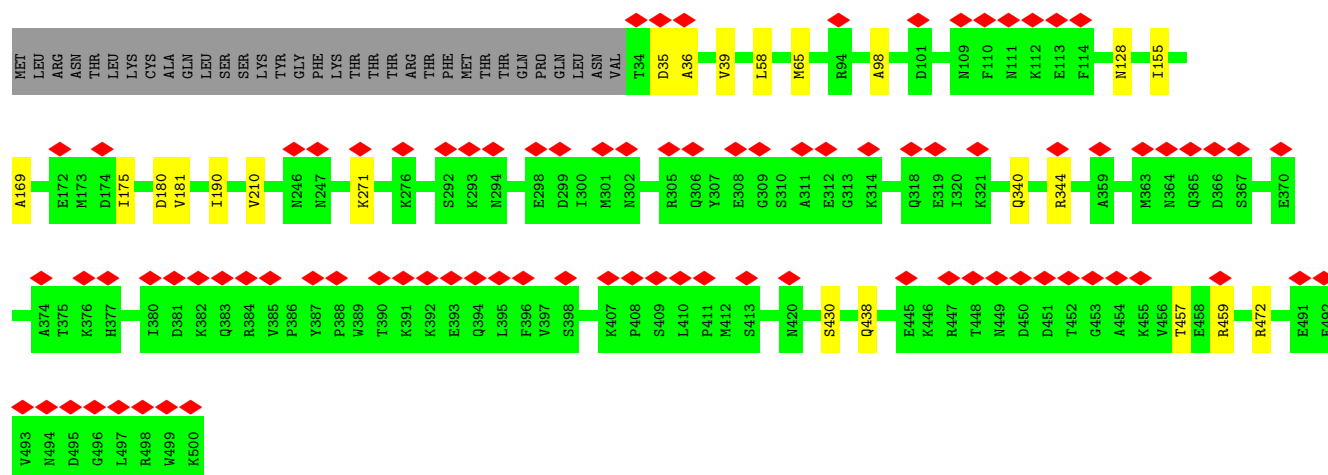 MET LEU ARG ASN THR LEU LYS CYS ALA GLN LEU SER SER LYS TYR GLY PHE LYS THR THR THR ARG THR PHE MET THR THR GLN PRO GLN LEU ASN VAL T34 D35 A36 V39 L58 M65 R94 A98 D101 N109 F110 N111 K112 E113 F114 N128 I155
A169 E172 M173 D174 I175 D180 V181 I190 V210 N246 N247 K271 K276 S292 K293 N294 E298 D299 I300 M301 N302 R305 Q306 Y307 E308 G309 S310 A311 E312 G313 K314 Q318 E319 I320 K321 Q340 R344 A359 M363 N364 Q365 D366 S367 E370
A374 T375 K376 H377 I380 D381 K382 Q383 R384 V385 P386 Y387 P388 W389 T390 K391 K392 E393 Q394 L395 F396 V397 S398 K407 P408 S409 L410 P411 M412 S413 N420 S430 Q438 E445 K446 R447 T448 N449 D450 D451 T452 G453 A454 K455 V456 T457 E458 R459 R472 E491 F492
V493 N494 D495 G496 L497 R498 W499 K500